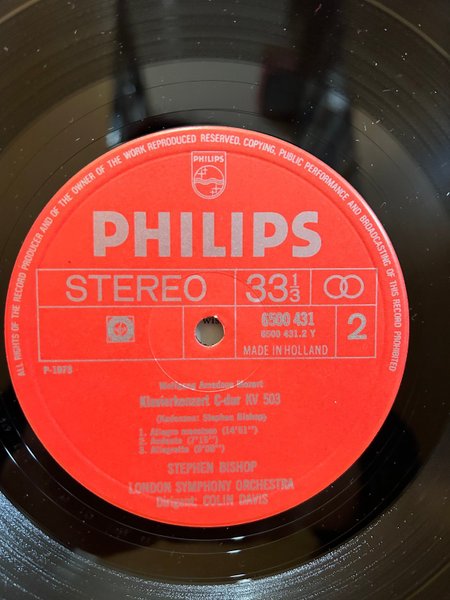 ALL RIGHTS OF THE RECORD PRODUCER AND OF THE OWNER OF THE WORK REPRODUCED RESERVED. COPYING, PUBLIC PERFORMANCE AND BROADCASTING OF THIS RECORD PROHIBITED
PHILIPS
PHILIPS
STEREO 33 1/3
6500 431
6500 431.2 Y
2
MADE IN HOLLAND
P-1973
Wolfgang Amadeus Mozart
Klavierkonzert C-dur KV 503
(Kadenzen: Stephen Bishop)
1. Allegro maestoso (14'51")
2. Andante (7'15")
3. Allegretto
STEPHEN BISHOP
LONDON SYMPHONY ORCHESTRA
Dirigent: COLIN DAVIS